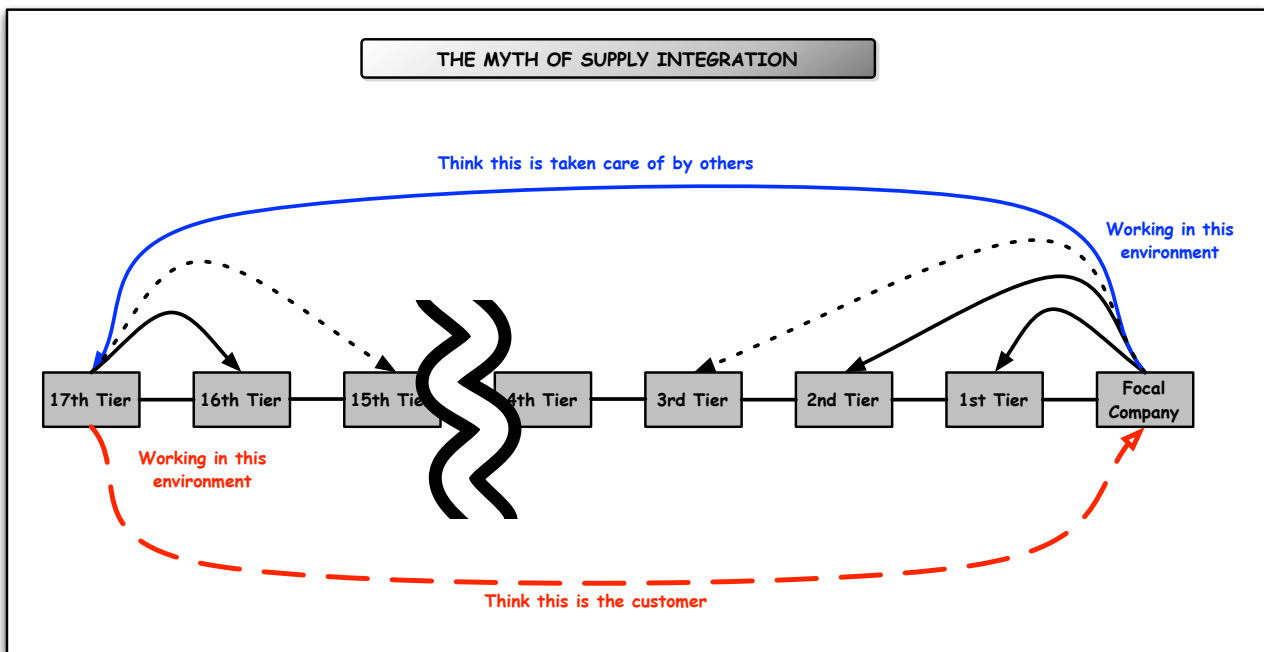 THE MYTH OF SUPPLY INTEGRATION
Think this is taken care of by others
Working in this
environment
17th Tier
16th Tier
15th Tier
4th Tier
3rd Tier
2nd Tier
1st Tier
Focal
Company
Working in this
environment
Think this is the customer